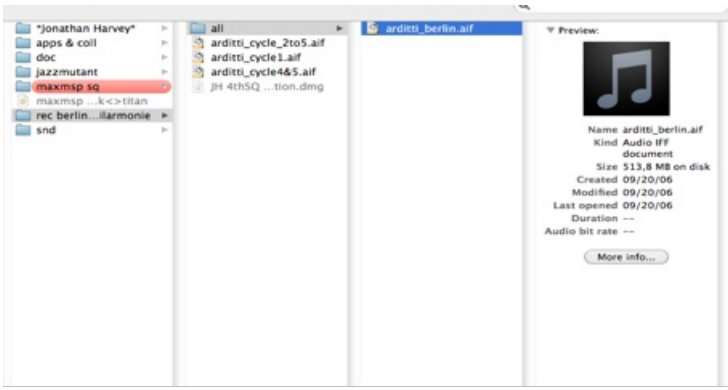 "Jonathan Harvey"
apps & coll
doc
jazzmutant
maxmsp sq
maxmsp ...k<>titan
rec berlin...ilarmonie
snd
all
arditti_cycle_2to5.aif
arditti_cycle1.aif
arditti_cycle4&5.aif
JH 4thSQ ...tion.dmg
arditti_berlin.aif
Preview:
Name arditti_berlin.aif
Kind Audio IFF
document
Size 513,8 MB on disk
Created 09/20/06
Modified 09/20/06
Last opened 09/20/06
Duration --
Audio bit rate --
More info...